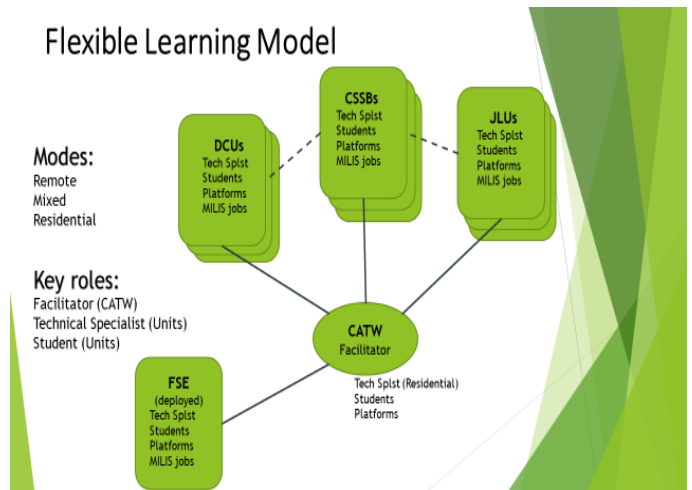 Flexible Learning Model
CSSBs
Tech Splst
Students
Platforms
MILIS jobs
JLUs
Tech Splst
Students
Platforms
MILIS jobs
DCUs
Tech Splst
Students
Platforms
MILIS jobs
Modes:
Remote
Mixed
Residential
Key roles:
Facilitator (CATW)
Technical Specialist (Units)
Student (Units)
CATW
Facilitator
Tech Splst (Residential)
Students
Platforms
FSE
(deployed)
Tech Splst
Students
Platforms
MILIS jobs